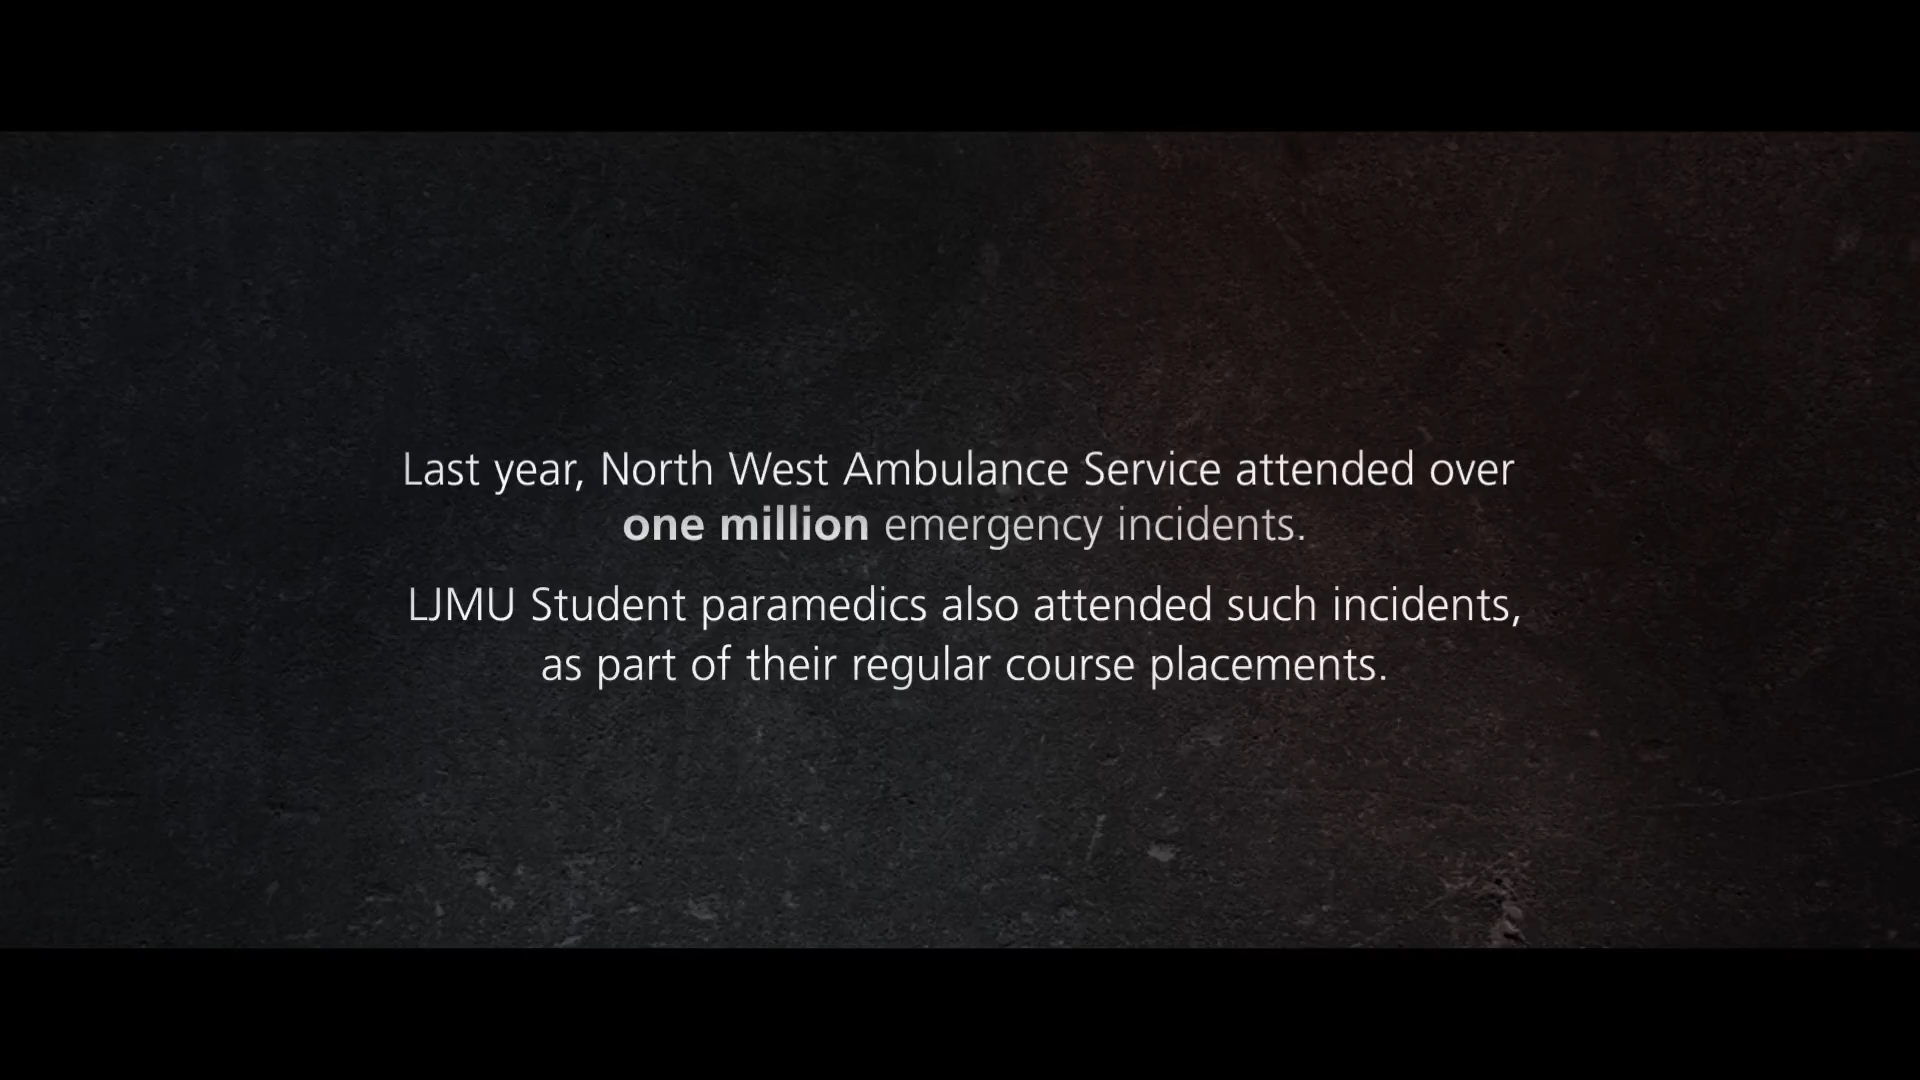 Last year, North West Ambulance Service attended over
one million emergency incidents.
LJMU Student paramedics also attended such incidents,
as part of their regular course placements.